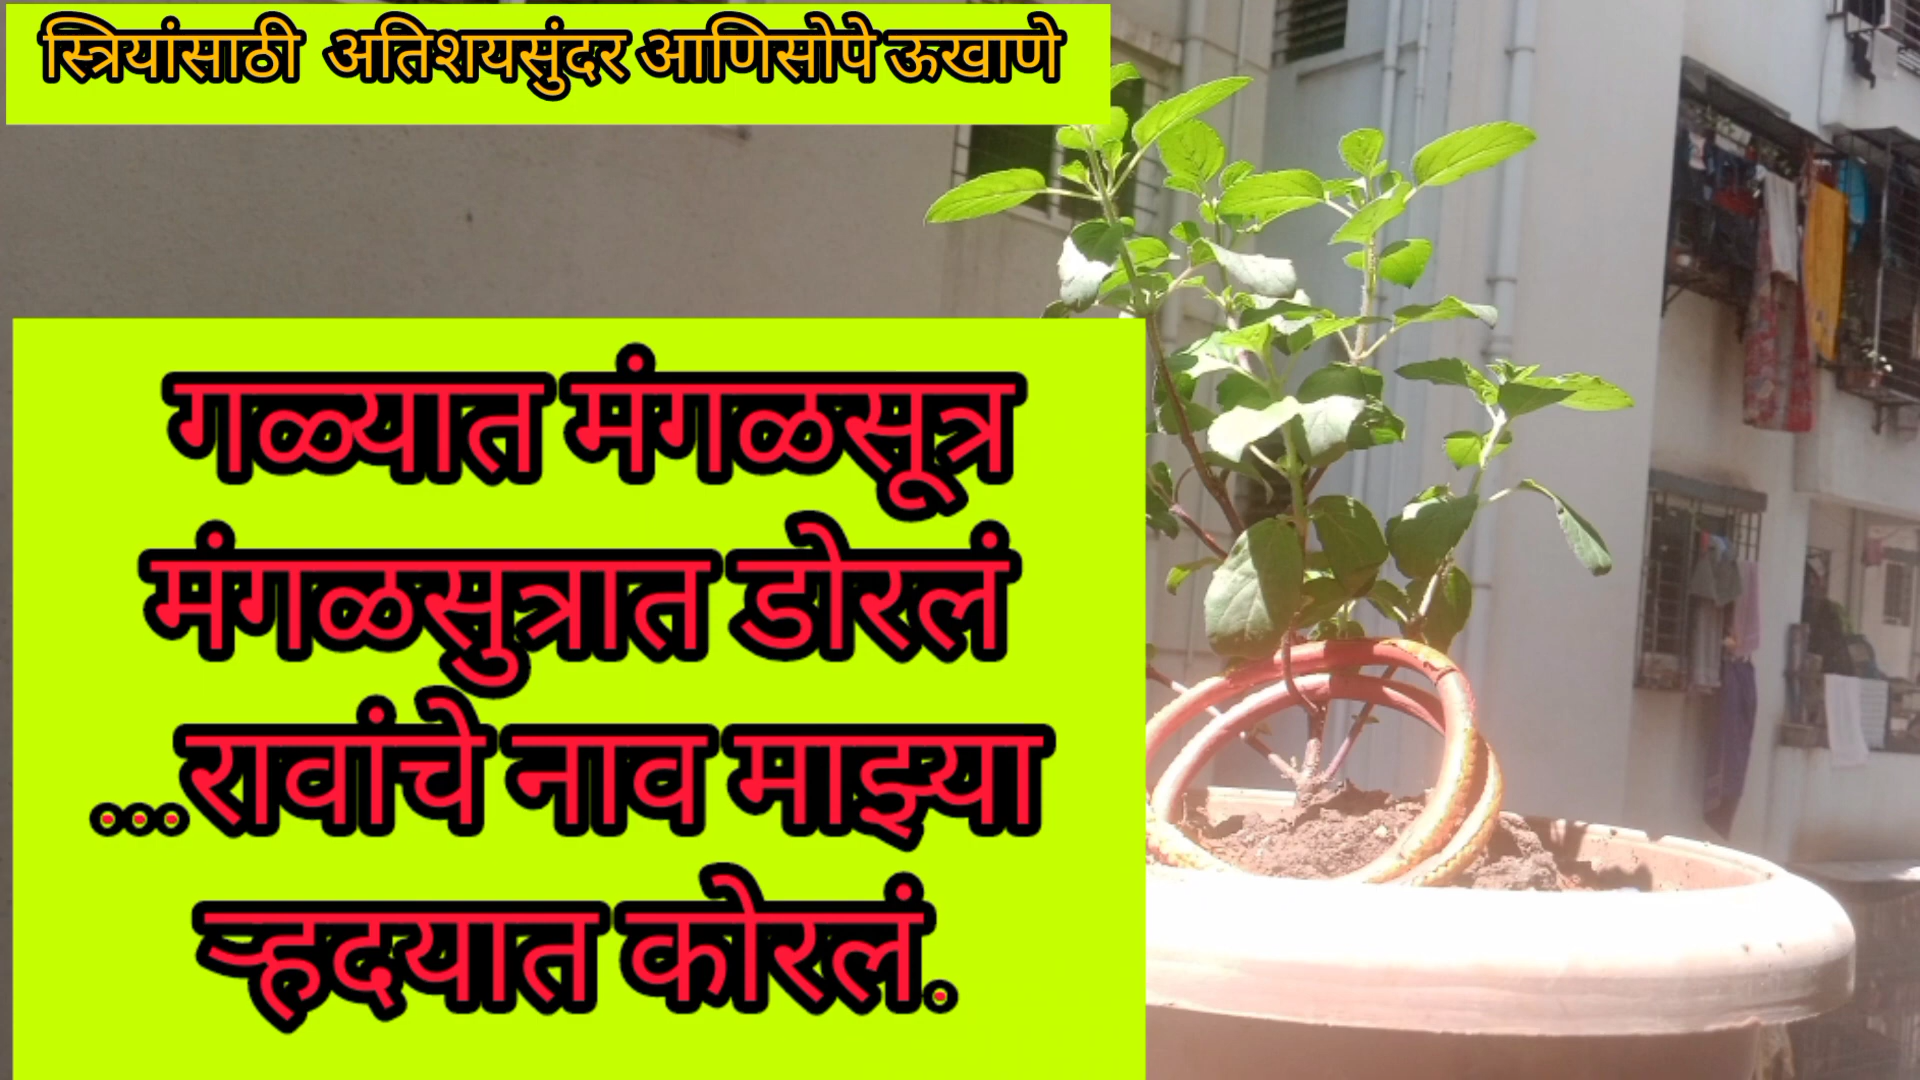 स्त्रियांसाठी अतिशयसुंदर आणिसोपे ऊखाणे
गळ्यात मंगळसूत्र
मंगळसुत्रात डोरलं
...रावांचे नाव माझ्या
ऱ्हदयात कोरलं.